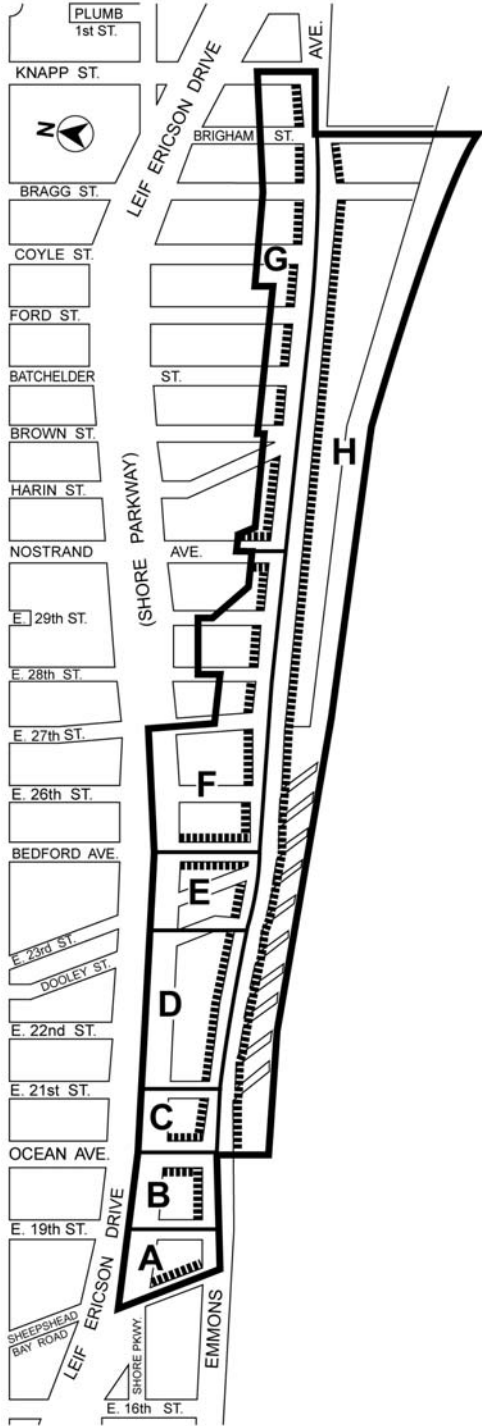 PLUMB
1st ST.
KNAPP ST.
AVE.
LEIF ERICSON DRIVE
N
BRIGHAM ST.
BRAGG ST.
COYLE ST.
G
FORD ST.
BATCHELDER ST.
BROWN ST.
H
HARIN ST.
(SHORE PARKWAY)
NOSTRAND AVE.
E. 29th ST.
E. 28th ST.
E. 27th ST.
F
E. 26th ST.
BEDFORD AVE.
E
E. 23rd ST.
DOOLEY ST.
D
E. 22nd ST.
E. 21st ST.
C
OCEAN AVE.
B
E. 19th ST.
A
LEIF ERICSON DRIVE
SHEEPSHEAD
BAY ROAD
SHORE PKWY.
EMMONS
E. 16th ST.